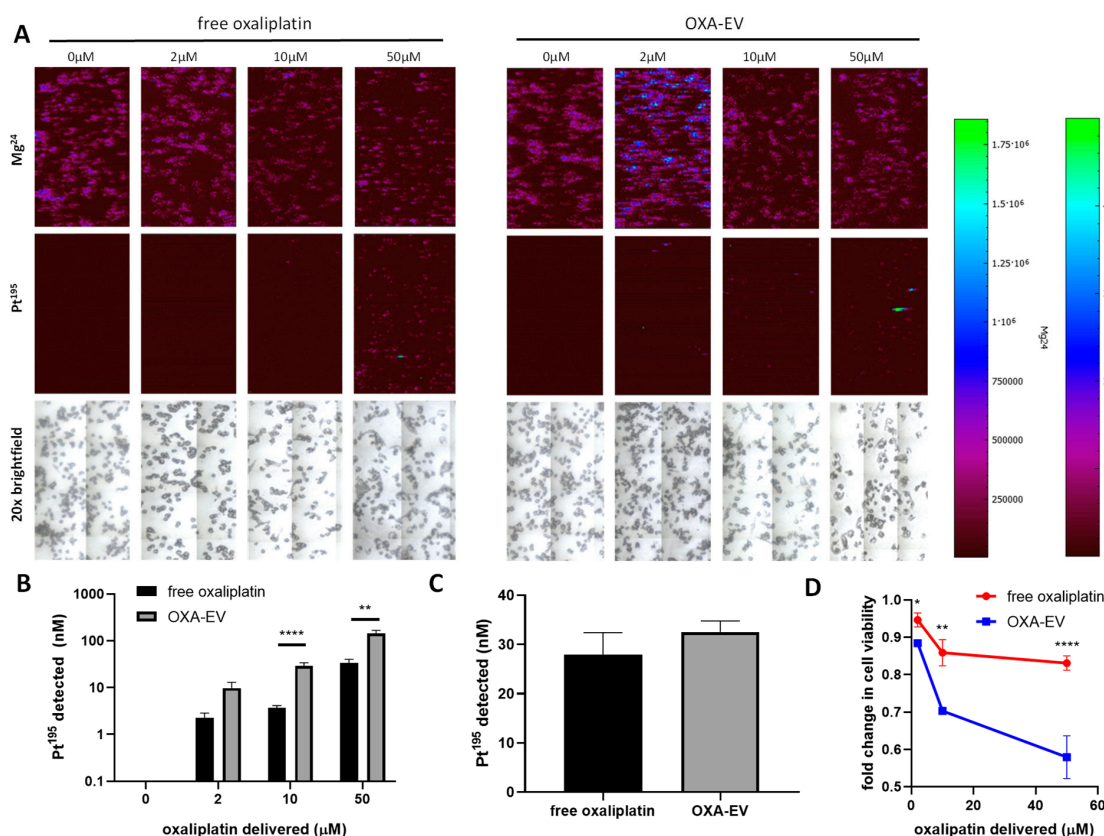 A
free oxaliplatin
OXA-EV
0μM 2μM 10μM 50μM
0μM 2μM 10μM 50μM
Mg²⁴
Pt¹⁹⁵
20x brightfield
1.75·10⁶
1.5·10⁶
1.25·10⁶
1·10⁶
750000
500000
250000
Mg24
B
free oxaliplatin
OXA-EV
Pt¹⁹⁵ detected (nM)
1000
100
10
1
0.1
****
**
0 2 10 50
oxaliplatin delivered (μM)
C
Pt¹⁹⁵ detected (nM)
40
30
20
10
0
free oxaliplatin OXA-EV
D
free oxaliplatin
OXA-EV
fold change in cell viability
1.0
0.9
0.8
0.7
0.6
0.5
*
**
****
0 20 40 60
oxalipatin delivered (μM)